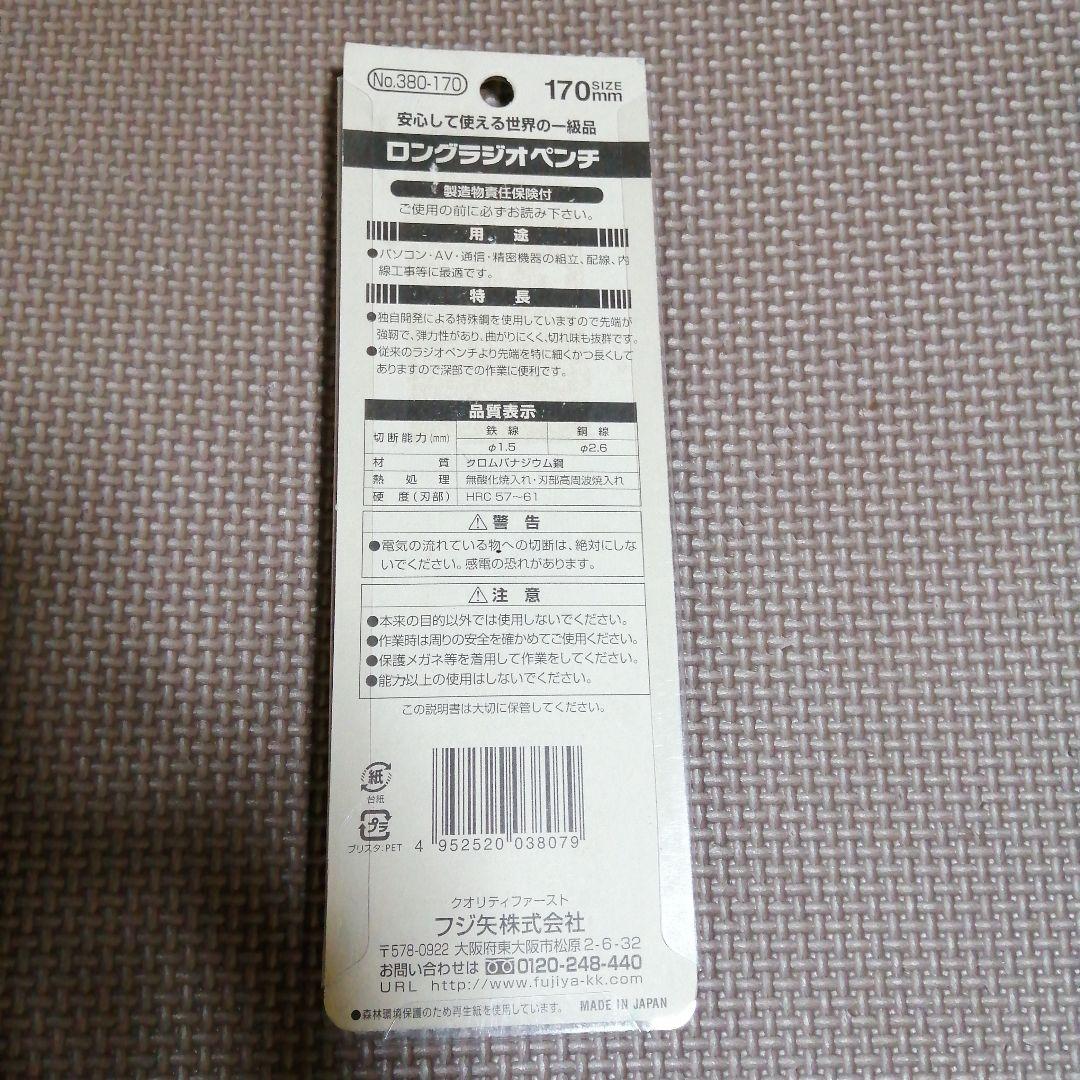 No.380-170
170mm SIZE
安心して使える世界の一級品
ロングラジオペンチ
製造物責任保険付
ご使用の前に必ずお読み下さい。
用 途
●パソコン・AV・通信・精密機器の組立、配線、内
線工事等に最適です。
特 長
●独自開発による特殊鋼を使用していますので先端が
強靭で、弾力性があり、曲がりにくく、切れ味も抜群です。
●従来のラジオペンチより先端を特に細くかつ長くして
ありますので深部での作業に便利です。
品質表示
切断能力(mm) 鉄 線 銅 線
φ1.5 φ2.6
材 質 クロムバナジウム鋼
熱 処 理 無酸化焼入れ・刃部高周波焼入れ
硬 度(刃部) HRC 57〜61
⚠警 告
●電気の流れている物への切断は、絶対にしな
いでください。感電の恐れがあります。
⚠注 意
●本来の目的以外では使用しないでください。
●作業時は周りの安全を確かめてご使用ください。
●保護メガネ等を着用して作業をしてください。
●能力以上の使用はしないでください。
この説明書は大切に保管してください。
紙
台紙
プラ
ブリスタ:PET
4 952520 038079
クオリティファースト
フジ矢株式会社
〒578-0922 大阪府東大阪市松原2-6-32
お問い合わせは 0120-248-440
URL http://www.fujiya-kk.com
●森林環境保護のため再生紙を使用しています。 MADE IN JAPAN